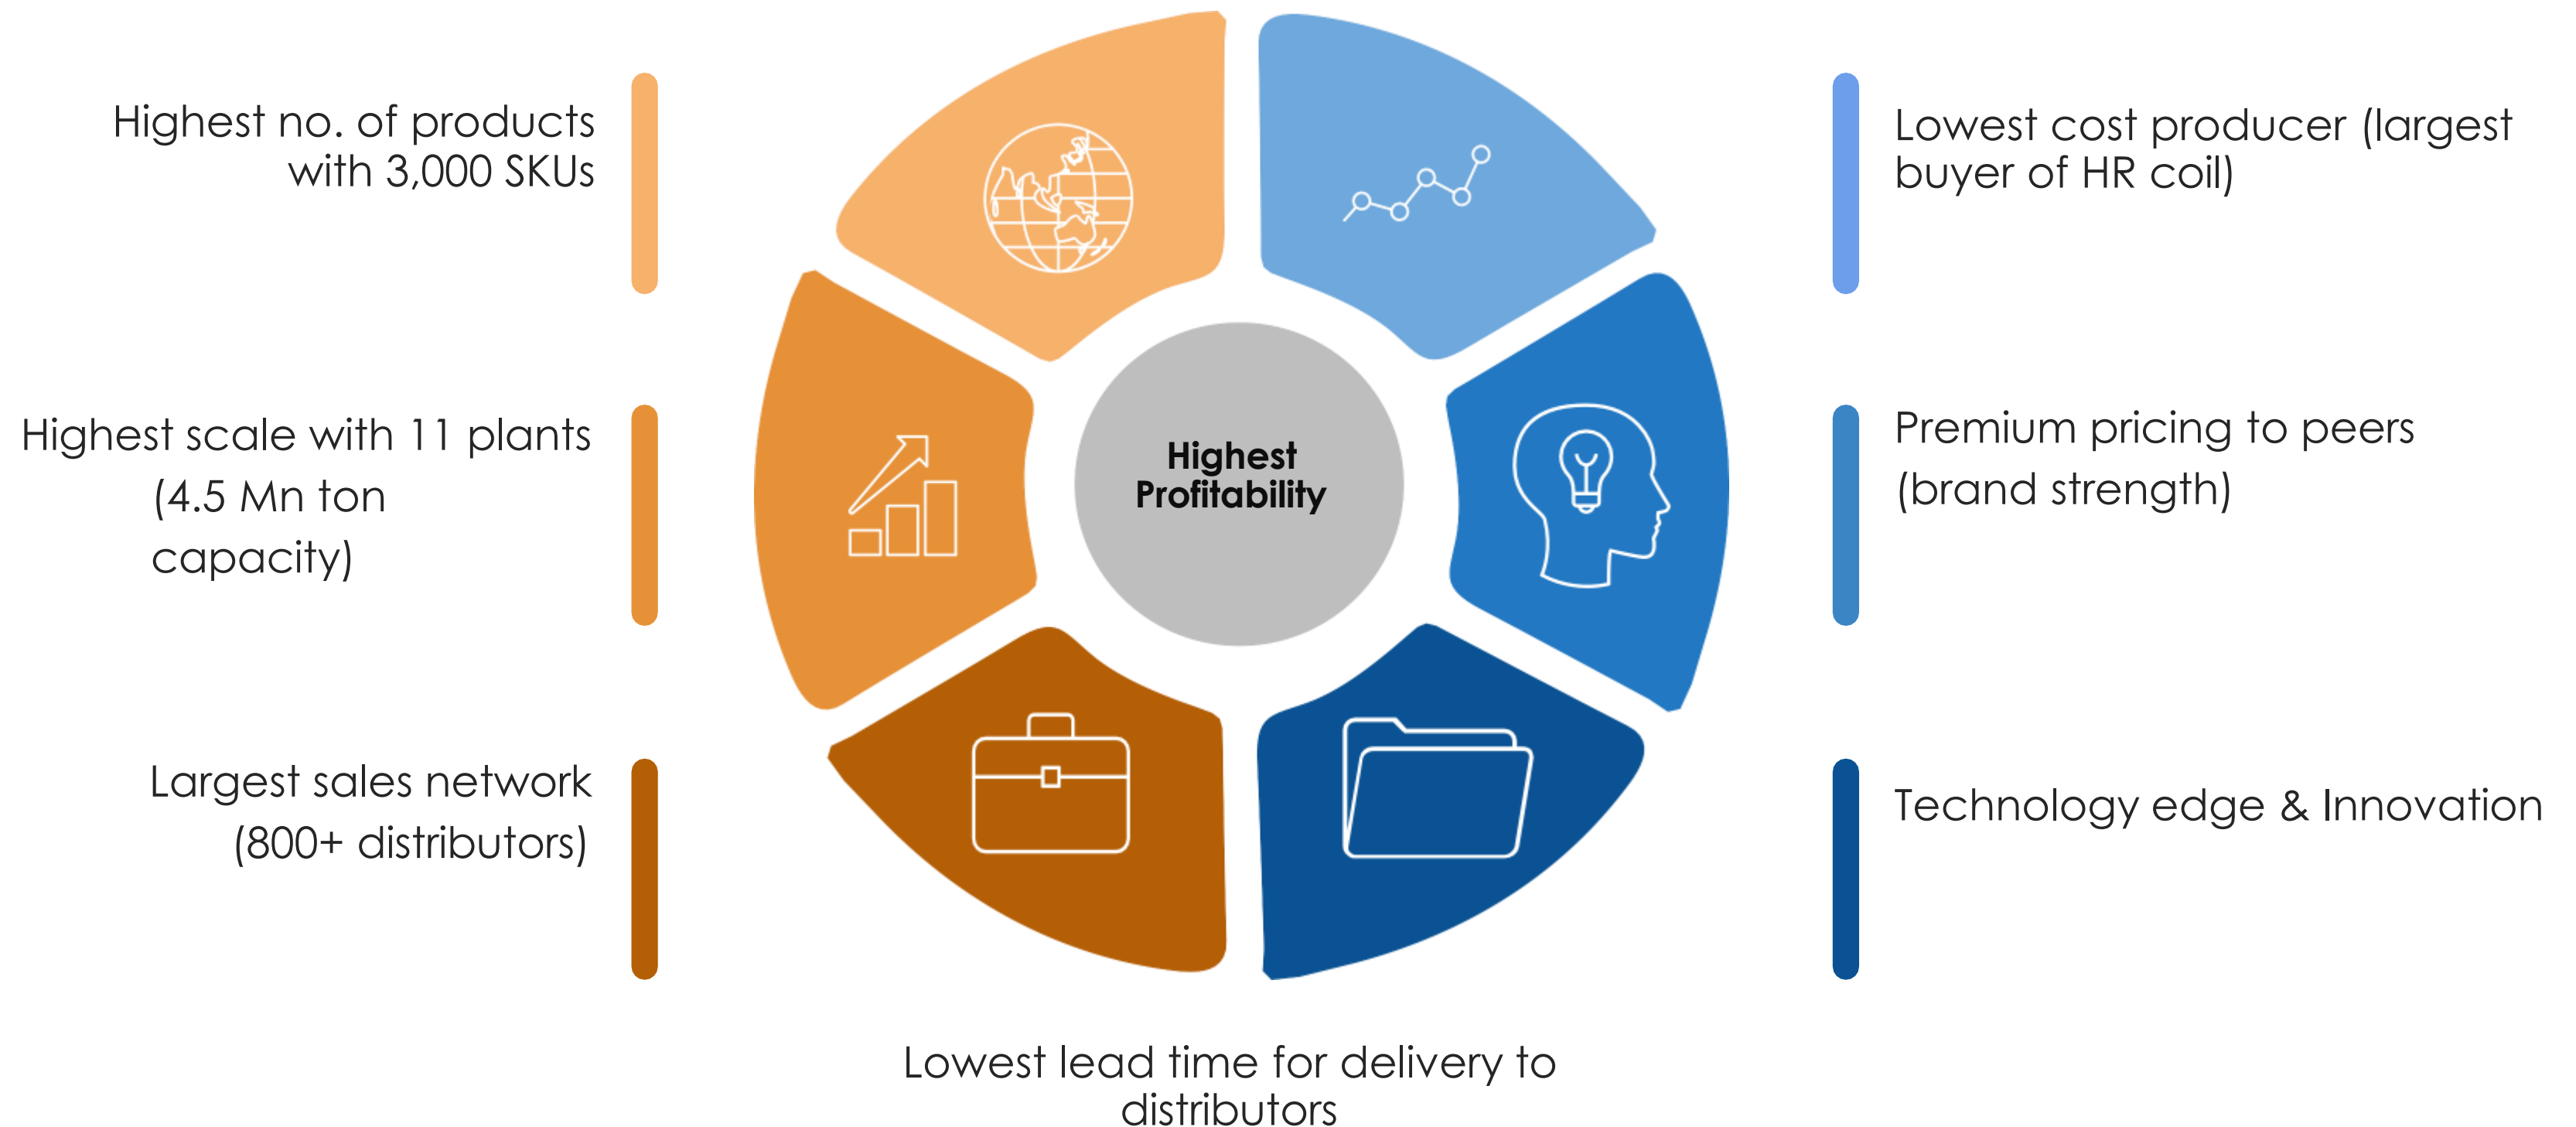 Highest no. of products
with 3,000 SKUs
Highest scale with 11 plants
(4.5 Mn ton
capacity)
Largest sales network
(800+ distributors)
Highest
Profitability
Lowest cost producer (largest
buyer of HR coil)
Premium pricing to peers
(brand strength)
Technology edge & Innovation
Lowest lead time for delivery to
distributors